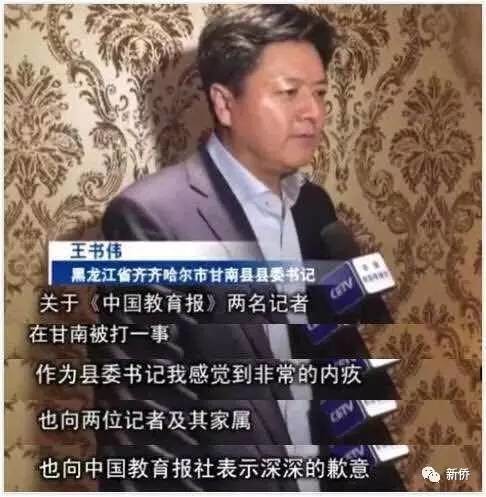 王书伟
黑龙江省齐齐哈尔市甘南县县委书记
关于《中国教育报》两名记者
在甘南被打一事
作为县委书记我感觉到非常的内疚
也向两位记者及其家属
也向中国教育报社表示深深的歉意
CETV
CETV
CETV
CETV
新侨